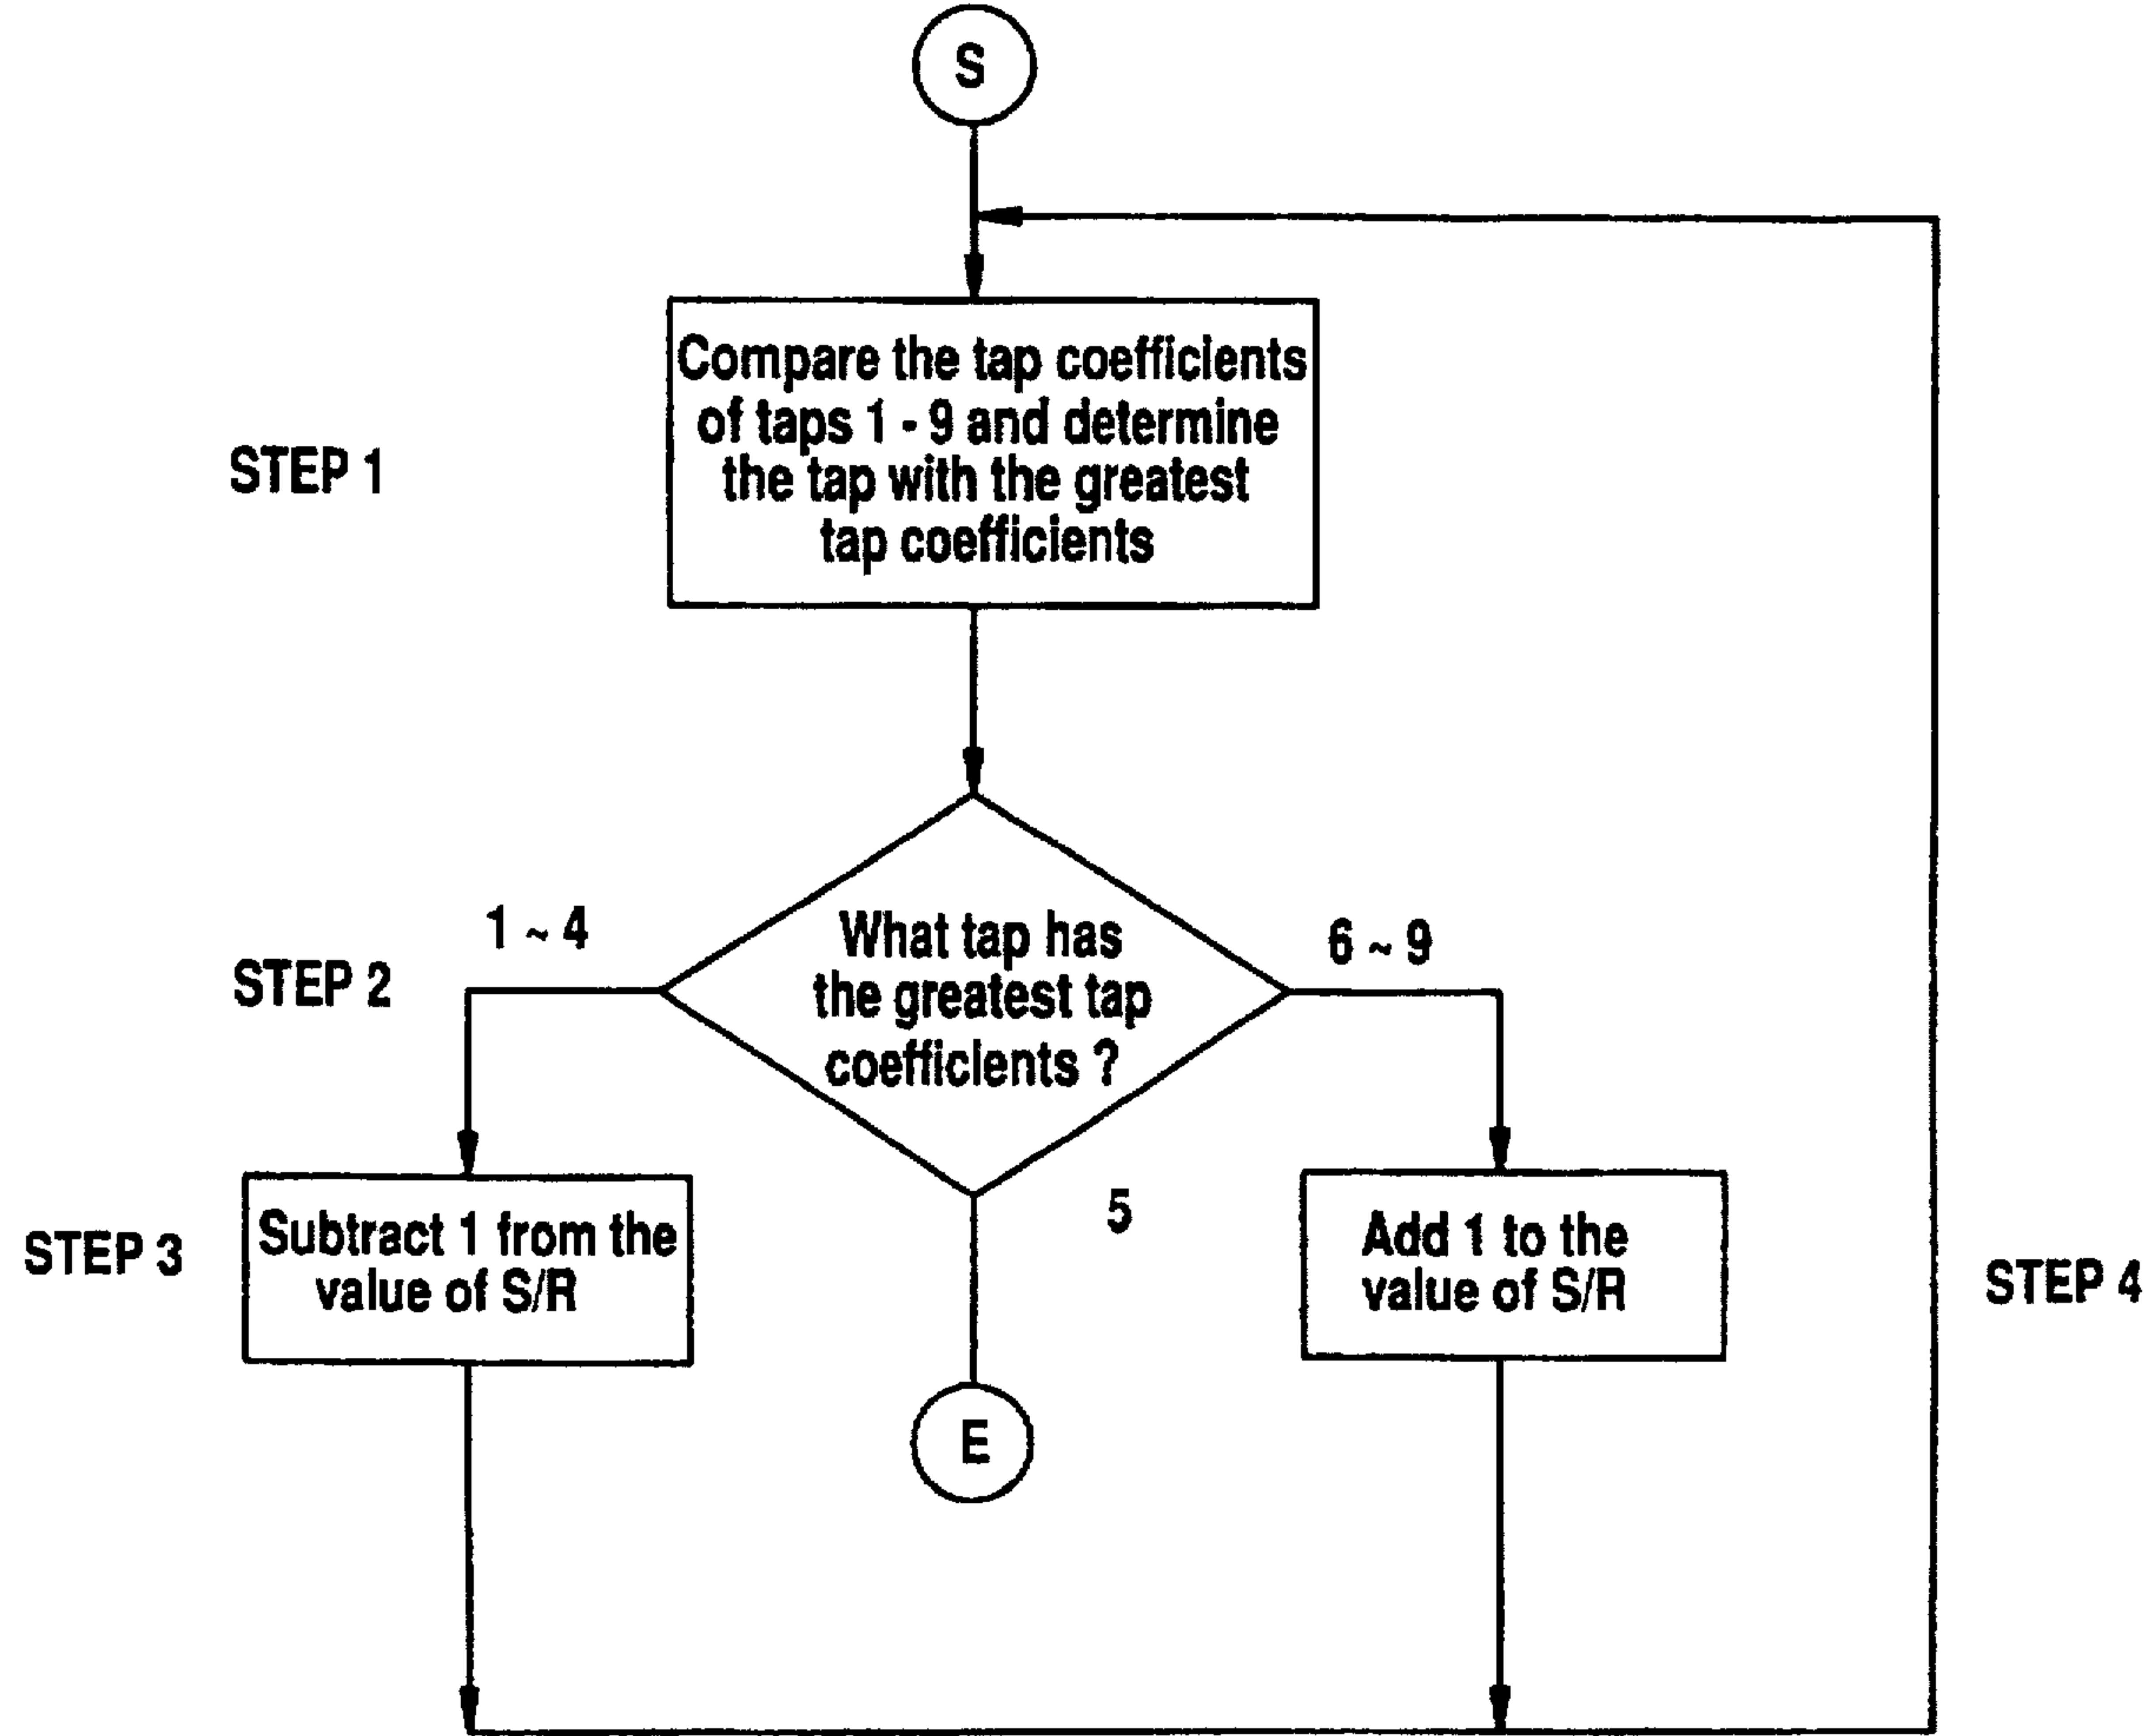 S
Compare the tap coefficients
of taps 1 - 9 and determine
the tap with the greatest
tap coefficients
STEP 1
1 ~ 4
What tap has
the greatest tap
coefficients ?
6 ~ 9
STEP 2
5
Subtract 1 from the
value of S/R
STEP 3
Add 1 to the
value of S/R
STEP 4
E